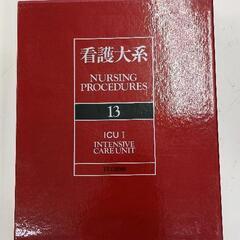 看護大系
NURSING
PROCEDURES
13
ICU I
INTENSIVE
CARE UNIT